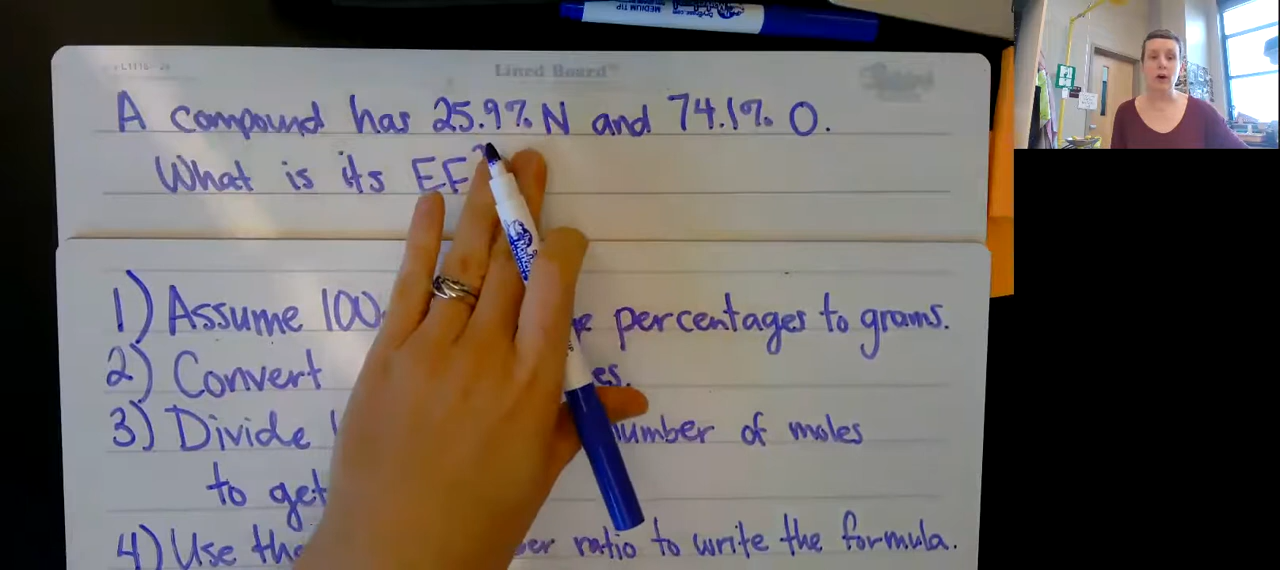 Lined Board
A compound has 25.9% N and 74.1% O.
What is its EF?
1) Assume 100 percentages to grams.
2) Convert
3) Divide number of moles
to get
4) Use the ratio to write the formula.
MEDIUM TIP